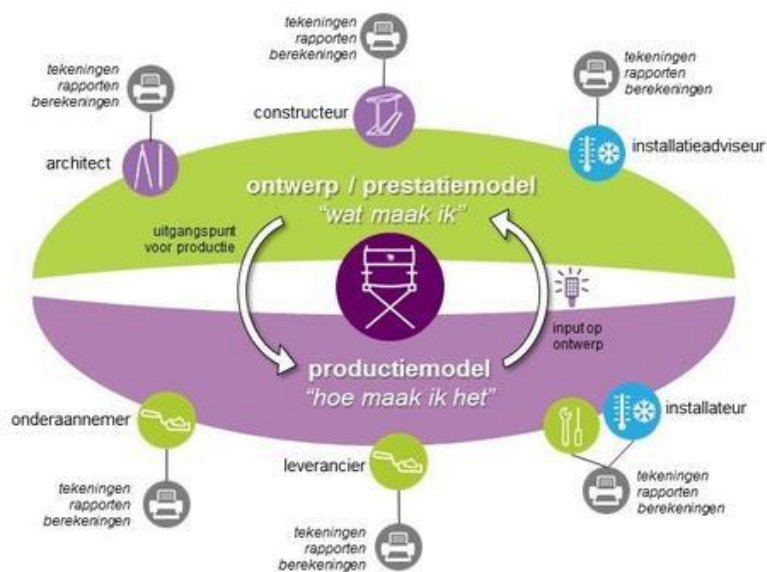 tekeningen
rapporten
berekeningen
constructeur
tekeningen
rapporten
berekeningen
architect
tekeningen
rapporten
berekeningen
installatieadviseur
ontwerp / prestatiemodel
"wat maak ik"
uitgangspunt
voor productie
input op
ontwerp
productiemodel
"hoe maak ik het"
onderaannemer
tekeningen
rapporten
berekeningen
leverancier
tekeningen
rapporten
berekeningen
installateur
tekeningen
rapporten
berekeningen